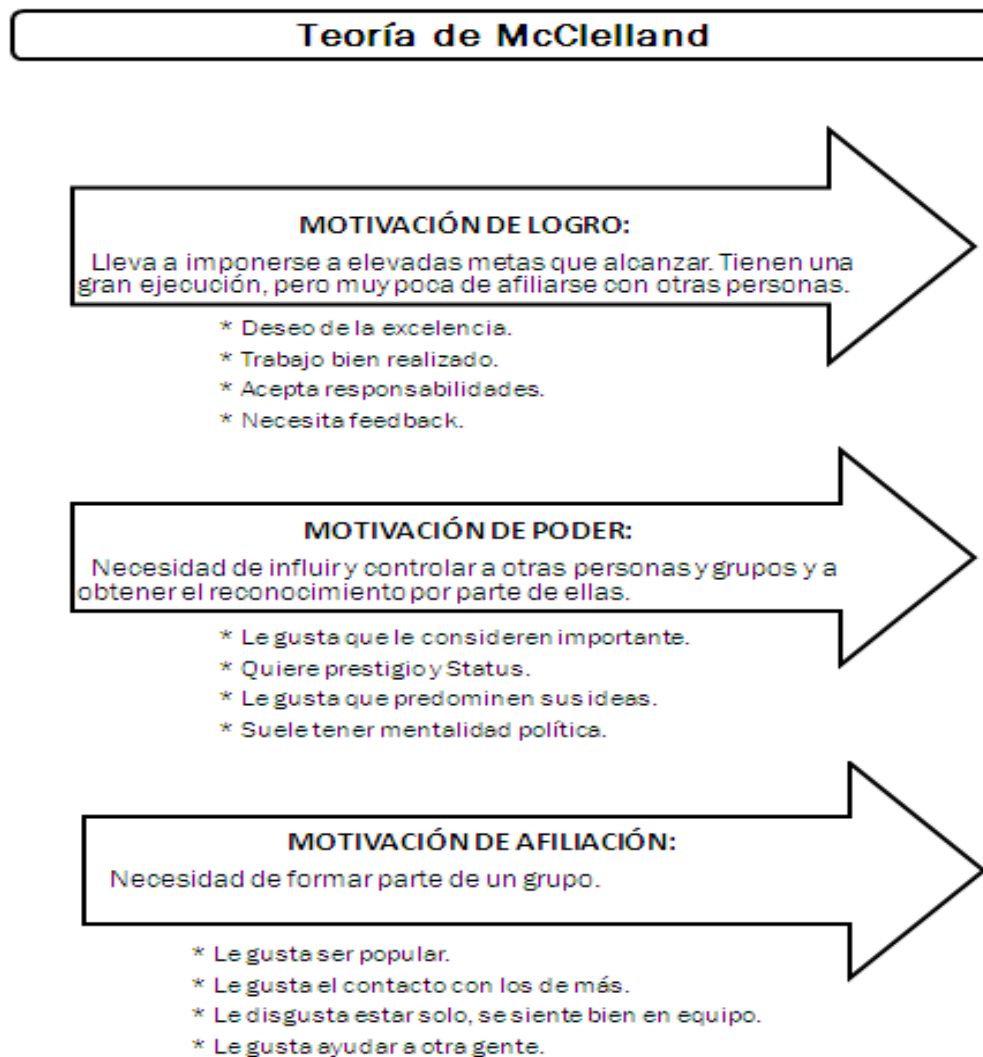 Teoría de McClelland
MOTIVACIÓN DE LOGRO:
Lleva a imponerse a elevadas metas que alcanzar. Tienen una
gran ejecución, pero muy poca de afiliarse con otras personas.
* Deseo de la excelencia.
* Trabajo bien realizado.
* Acepta responsabilidades.
* Necesita feedback.
MOTIVACIÓN DE PODER:
Necesidad de influir y controlar a otras personas y grupos y a
obtener el reconocimiento por parte de ellas.
* Le gusta que le consideren importante.
* Quiere prestigio y Status.
* Le gusta que predominen sus ideas.
* Suele tener mentalidad política.
MOTIVACIÓN DE AFILIACIÓN:
Necesidad de formar parte de un grupo.
* Le gusta ser popular.
* Le gusta el contacto con los de más.
* Le disgusta estar solo, se siente bien en equipo.
* Le gusta ayudar a otra gente.